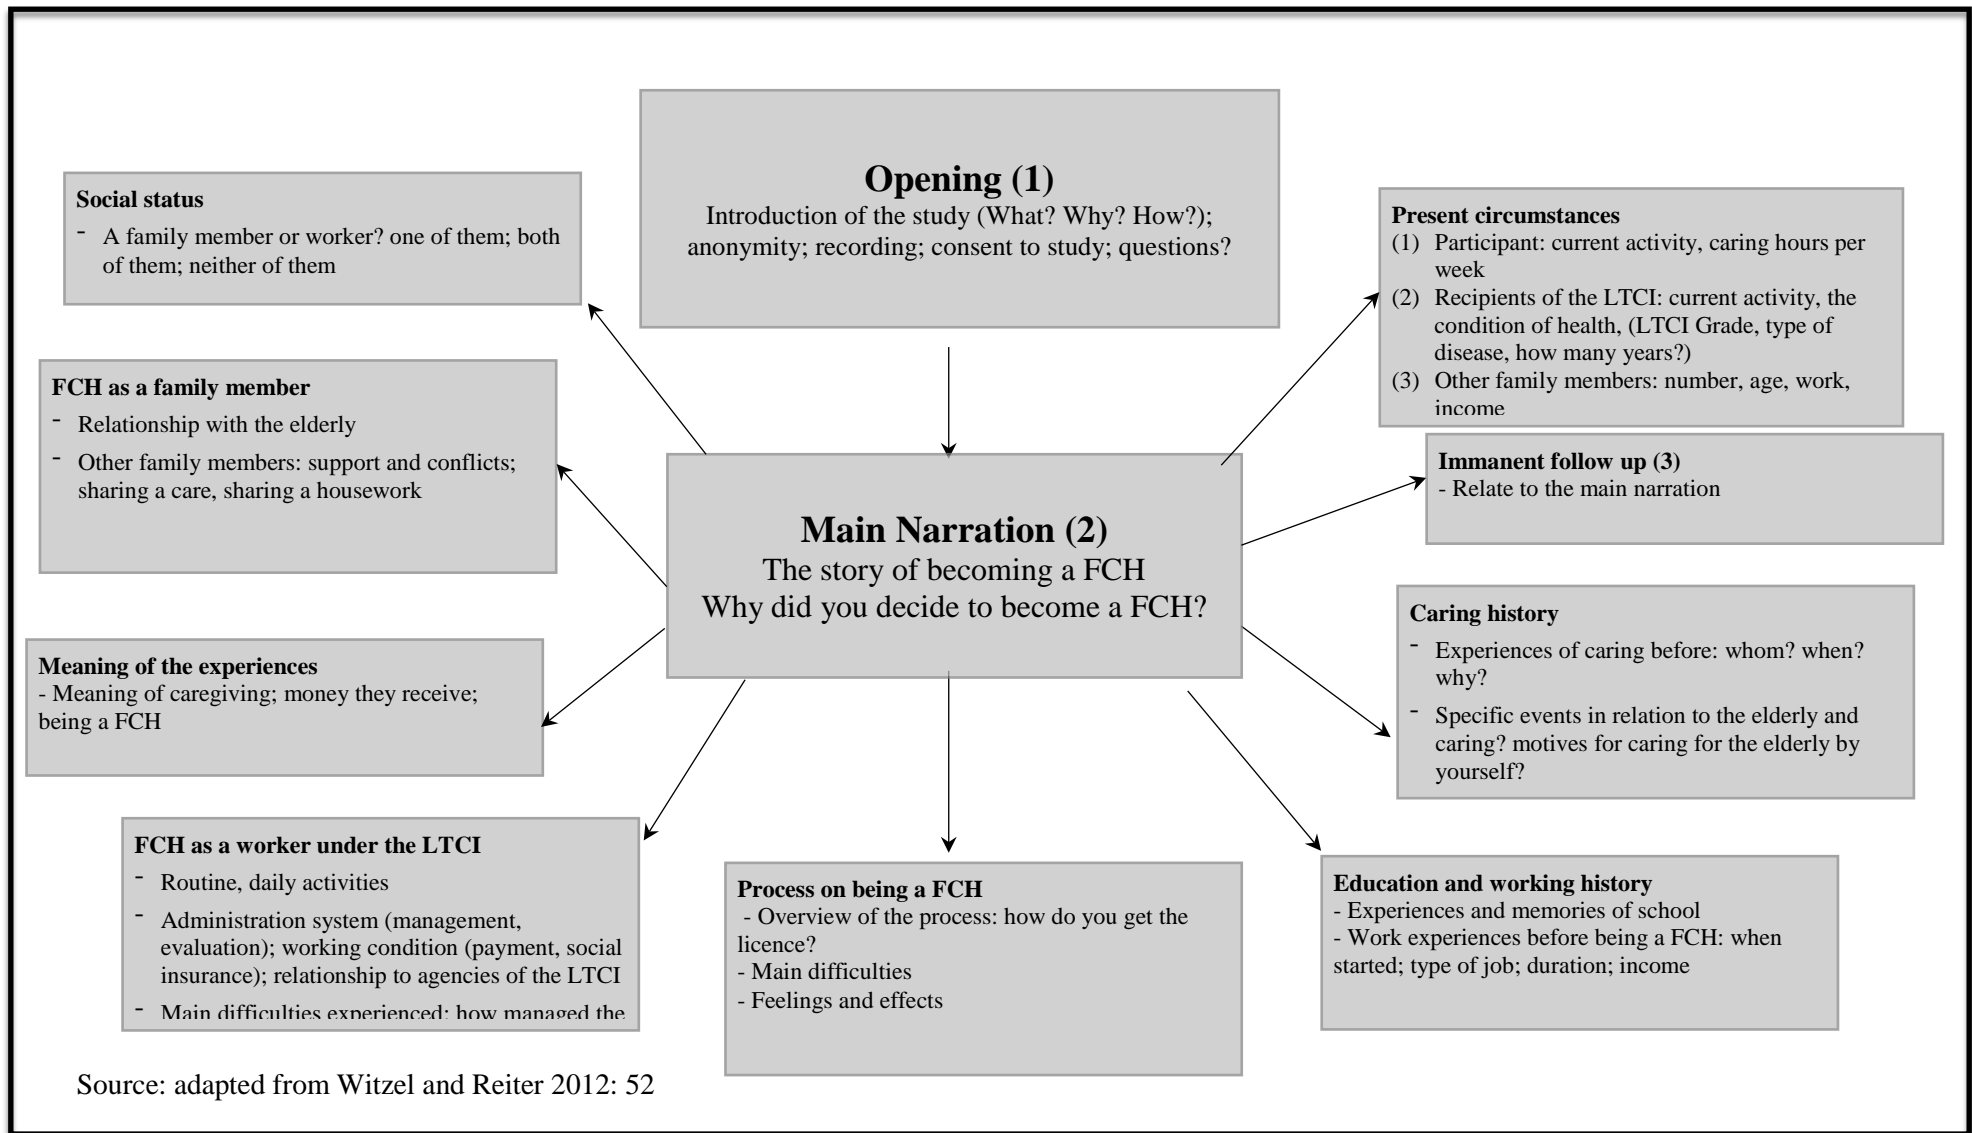 Opening (1)
Introduction of the study (What? Why? How?);
anonymity; recording; consent to study; questions?
Social status
- A family member or worker? one of them; both
of them; neither of them
Present circumstances
(1) Participant: current activity, caring hours per
week
(2) Recipients of the LTCI: current activity, the
condition of health, (LTCI Grade, type of
disease, how many years?)
(3) Other family members: number, age, work,
income
FCH as a family member
- Relationship with the elderly
- Other family members: support and conflicts;
sharing a care, sharing a housework
Immanent follow up (3)
- Relate to the main narration
Main Narration (2)
The story of becoming a FCH
Why did you decide to become a FCH?
Caring history
- Experiences of caring before: whom? when?
why?
- Specific events in relation to the elderly and
caring? motives for caring for the elderly by
yourself?
Meaning of the experiences
- Meaning of caregiving; money they receive;
being a FCH
FCH as a worker under the LTCI
- Routine, daily activities
- Administration system (management,
evaluation); working condition (payment, social
insurance); relationship to agencies of the LTCI
- Main difficulties experienced: how managed the
Process on being a FCH
- Overview of the process: how do you get the
licence?
- Main difficulties
- Feelings and effects
Education and working history
- Experiences and memories of school
- Work experiences before being a FCH: when
started; type of job; duration; income
Source: adapted from Witzel and Reiter 2012: 52